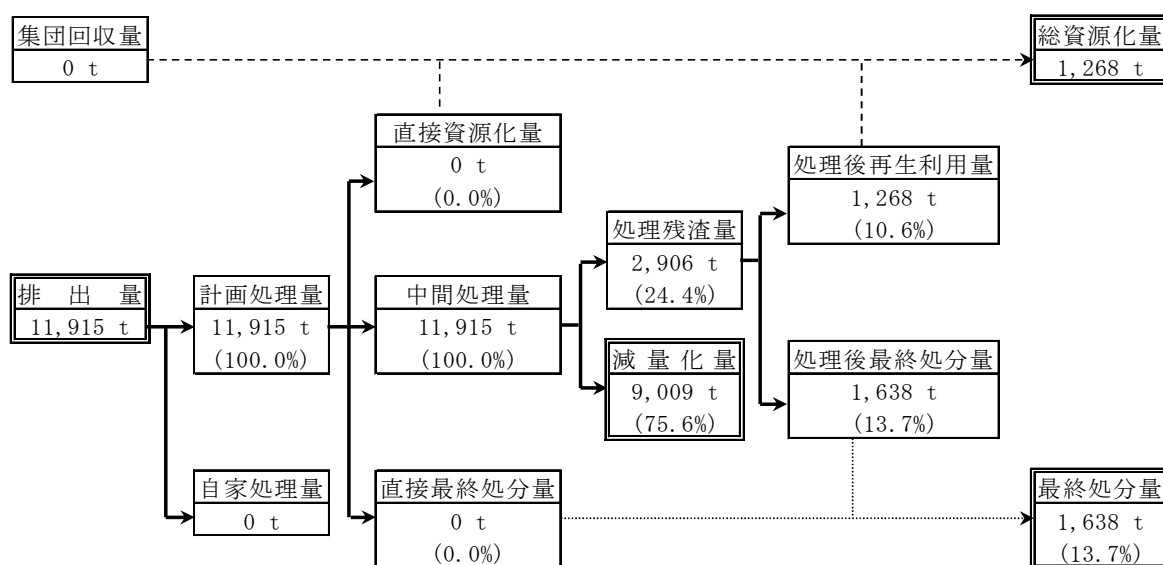 集団回収量
0 t
総資源化量
1,268 t
直接資源化量
0 t
(0.0%)
処理後再生利用量
1,268 t
(10.6%)
処理残渣量
2,906 t
(24.4%)
排出量
11,915 t
計画処理量
11,915 t
(100.0%)
中間処理量
11,915 t
(100.0%)
減量化量
9,009 t
(75.6%)
処理後最終処分量
1,638 t
(13.7%)
自家処理量
0 t
直接最終処分量
0 t
(0.0%)
最終処分量
1,638 t
(13.7%)